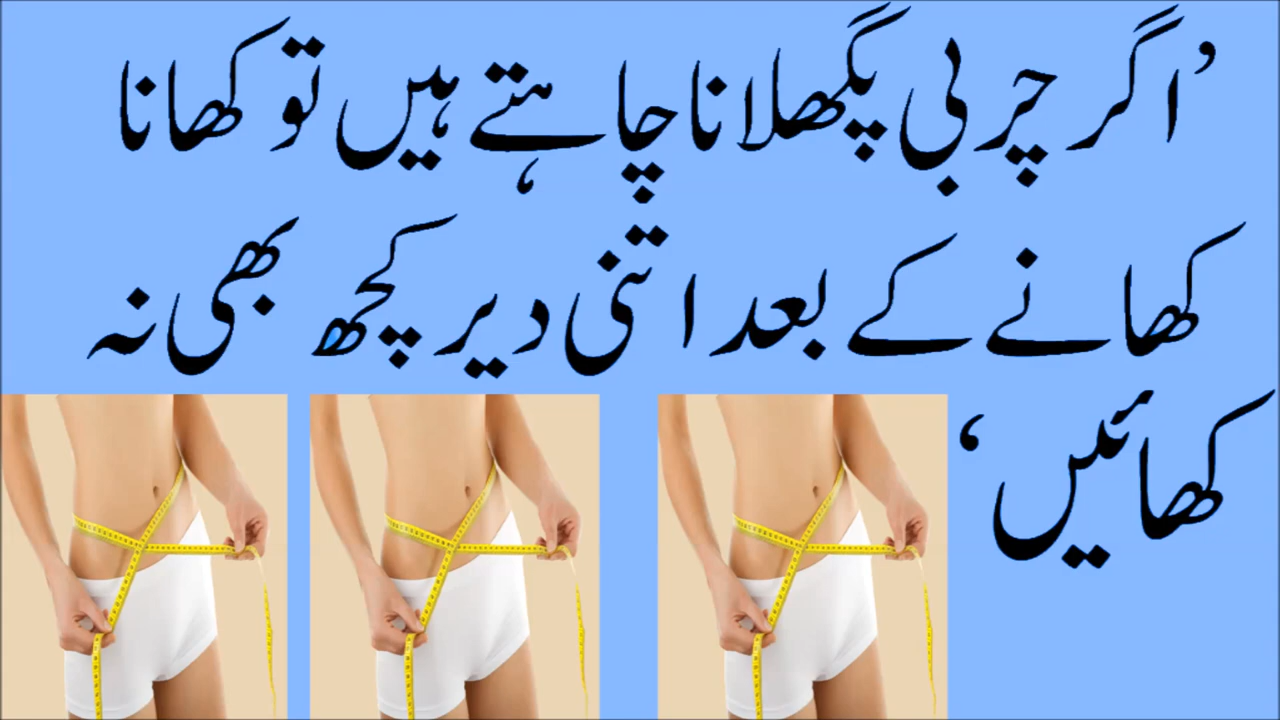 ’اگر چربی پگھلانا چاہتے ہیں تو کھانا
کھانے کے بعد اتنی دیر کچھ بھی نہ
کھائیں‘